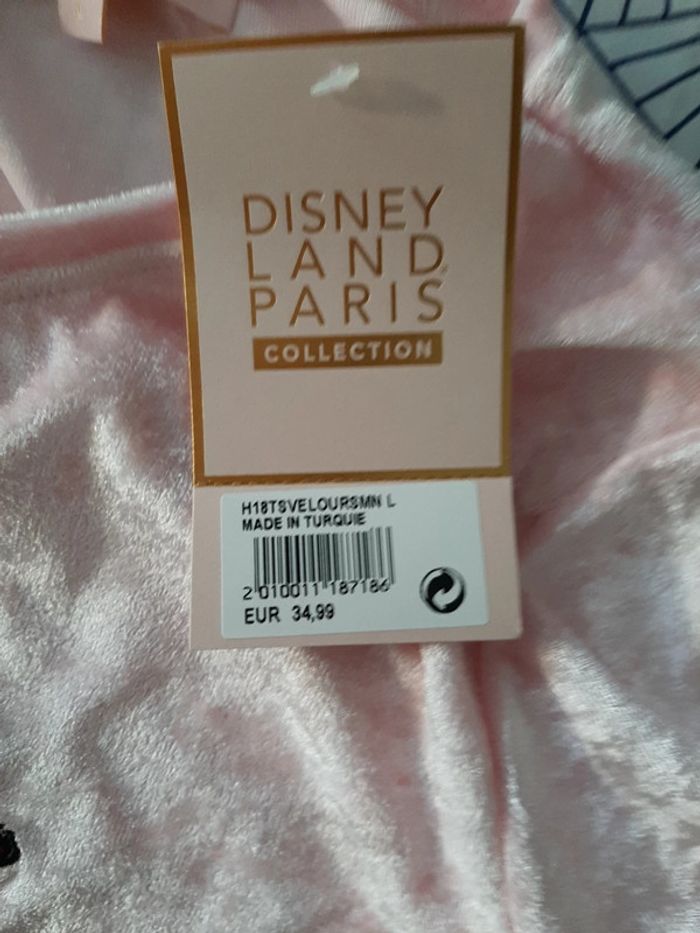 DISNEY
LAND
PARIS
COLLECTION
H18TSVELOURSMN L
MADE IN TURQUIE
2 010011 187186
EUR 34,99